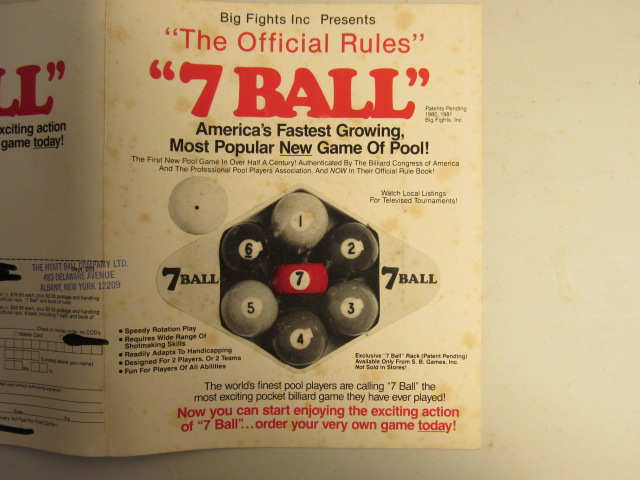 Big Fights Inc Presents
"The Official Rules"
"7 BALL"
Patents Pending
1980, 1981
Big Fights, Inc.
America's Fastest Growing,
Most Popular New Game Of Pool!
The First New Pool Game In Over Half A Century! Authenticated By The Billiard Congress of America
And The Professional Pool Players Association, And NOW In Their Official Rule Book!
Watch Local Listings
For Televised Tournaments!
1
6
2
7 BALL
7
7 BALL
5
3
4
• Speedy Rotation Play
• Requires Wide Range Of
Shotmaking Skills
• Readily Adapts To Handicapping
• Designed For 2 Players, Or 2 Teams
• Fun For Players Of All Abilities
Exclusive "7 Ball" Rack (Patent Pending)
Available Only From S. B. Games, Inc.
Not Sold in Stores!
The world's finest pool players are calling "7 Ball" the
most exciting pocket billiard game they have ever played!
Now you can start enjoying the exciting action
of "7 Ball"...order your very own game today!
LL"
exciting action
game today!
THE HYATT BALL COMPANY LTD.
483 DELAWARE AVENUE
ALBANY, NEW YORK 12209